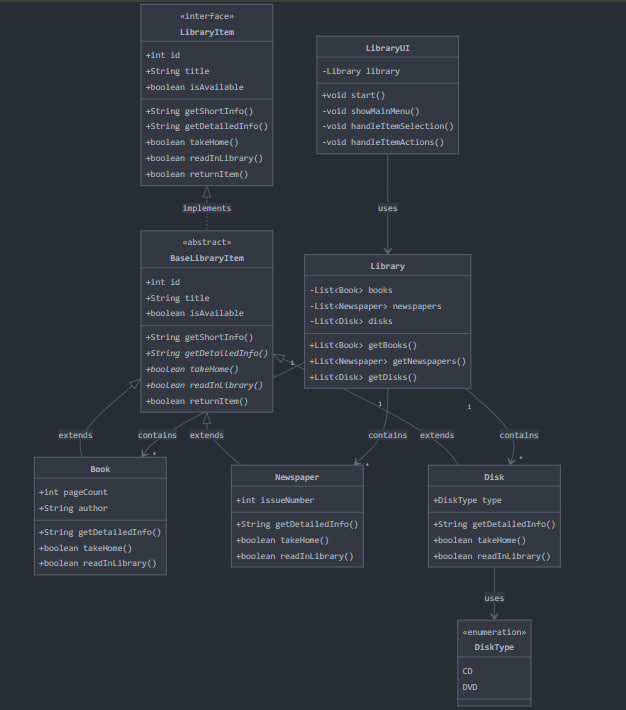 «interface»
LibraryItem
+int id
+String title
+boolean isAvailable
+String getShortInfo()
+String getDetailedInfo()
+boolean takeHome()
+boolean readInLibrary()
+boolean returnItem()
LibraryUI
-Library library
+void start()
-void showMainMenu()
-void handleItemSelection()
-void handleItemActions()
implements
uses
«abstract»
BaseLibraryItem
+int id
+String title
+boolean isAvailable
+String getShortInfo()
+String getDetailedInfo()
+boolean takeHome()
+boolean readInLibrary()
+boolean returnItem()
Library
-List<Book> books
-List<Newspaper> newspapers
-List<Disk> disks
+List<Book> getBooks()
+List<Newspaper> getNewspapers()
+List<Disk> getDisks()
1
1
1
extends
contains
extends
contains
extends
contains
*
*
*
Book
+int pageCount
+String author
+String getDetailedInfo()
+boolean takeHome()
+boolean readInLibrary()
Newspaper
+int issueNumber
+String getDetailedInfo()
+boolean takeHome()
+boolean readInLibrary()
Disk
+DiskType type
+String getDetailedInfo()
+boolean takeHome()
+boolean readInLibrary()
uses
«enumeration»
DiskType
CD
DVD